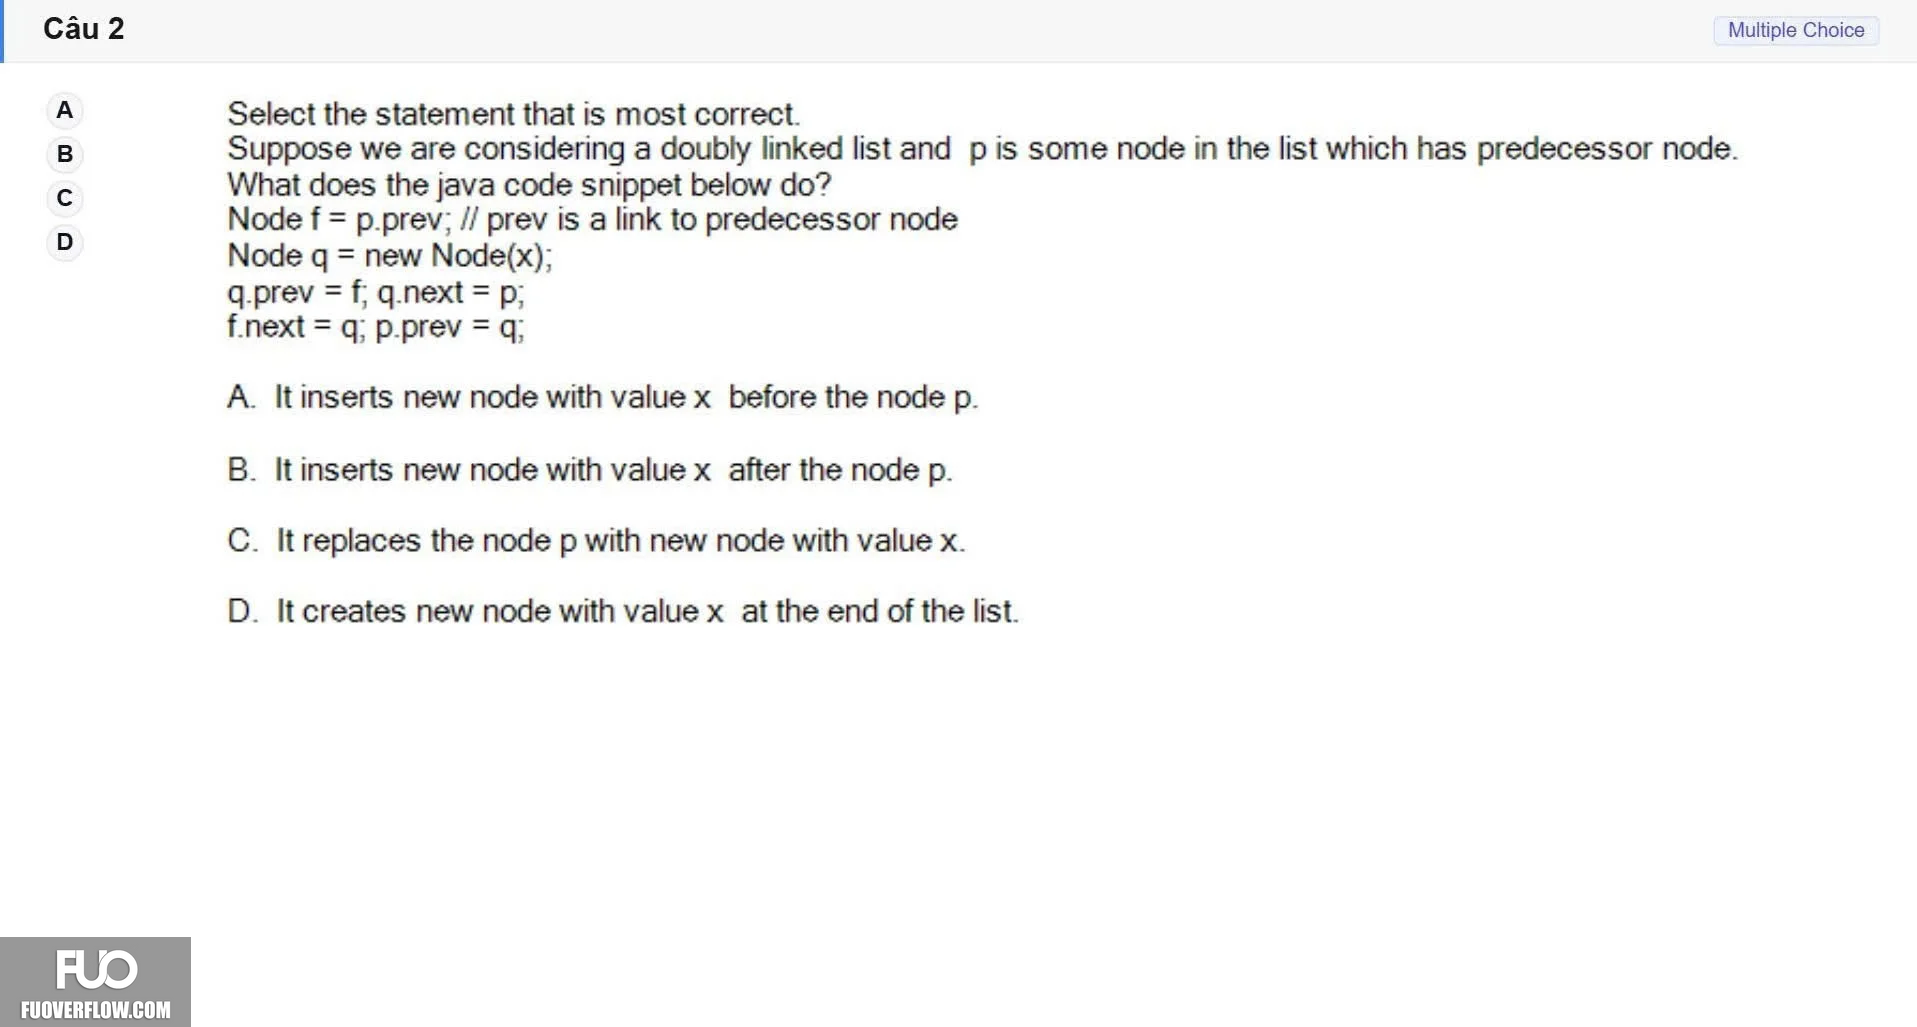 Câu 2
Multiple Choice
A
B
C
D
Select the statement that is most correct.
Suppose we are considering a doubly linked list and  p is some node in the list which has predecessor node.
What does the java code snippet below do?
Node f = p.prev; // prev is a link to predecessor node
Node q = new Node(x);
q.prev = f; q.next = p;
f.next = q; p.prev = q;
A.  It inserts new node with value x  before the node p.
B.  It inserts new node with value x  after the node p.
C.  It replaces the node p with new node with value x.
D.  It creates new node with value x  at the end of the list.
FUO
FUOVERFLOW.COM